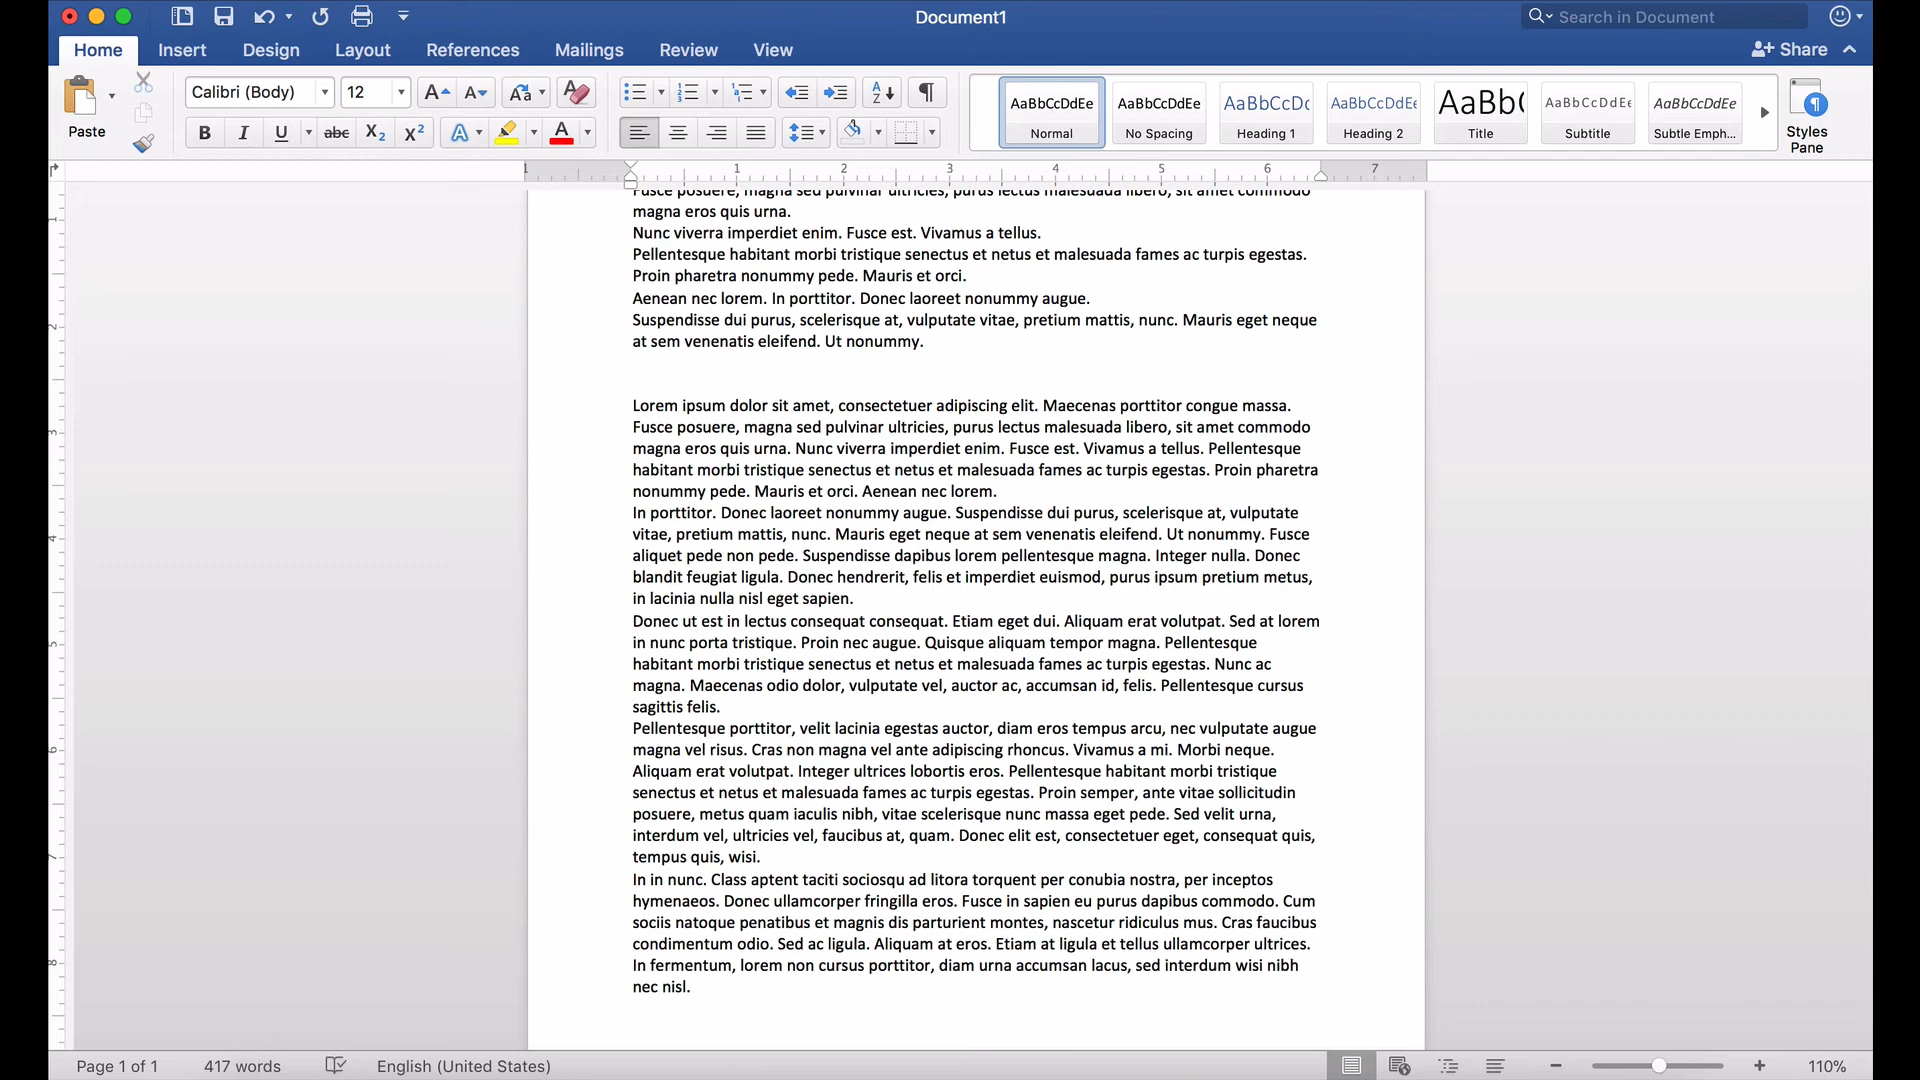 Document1
Search in Document
Home Insert Design Layout References Mailings Review View Share
Paste
Calibri (Body) 12
AaBbCcDdEe AaBbCcDdEe AaBbCcDc AaBbCcDdEe AaBb( AaBbCcDdEe AaBbCcDdEe
Normal No Spacing Heading 1 Heading 2 Title Subtitle Subtle Emph...
Styles
Pane
1 1 2 3 4 5 6 7
Fusce posuere, magna sed pulvinar ultricies, purus lectus malesuada libero, sit amet commodo
magna eros quis urna.
Nunc viverra imperdiet enim. Fusce est. Vivamus a tellus.
Pellentesque habitant morbi tristique senectus et netus et malesuada fames ac turpis egestas.
Proin pharetra nonummy pede. Mauris et orci.
Aenean nec lorem. In porttitor. Donec laoreet nonummy augue.
Suspendisse dui purus, scelerisque at, vulputate vitae, pretium mattis, nunc. Mauris eget neque
at sem venenatis eleifend. Ut nonummy.
Lorem ipsum dolor sit amet, consectetuer adipiscing elit. Maecenas porttitor congue massa.
Fusce posuere, magna sed pulvinar ultricies, purus lectus malesuada libero, sit amet commodo
magna eros quis urna. Nunc viverra imperdiet enim. Fusce est. Vivamus a tellus. Pellentesque
habitant morbi tristique senectus et netus et malesuada fames ac turpis egestas. Proin pharetra
nonummy pede. Mauris et orci. Aenean nec lorem.
In porttitor. Donec laoreet nonummy augue. Suspendisse dui purus, scelerisque at, vulputate
vitae, pretium mattis, nunc. Mauris eget neque at sem venenatis eleifend. Ut nonummy. Fusce
aliquet pede non pede. Suspendisse dapibus lorem pellentesque magna. Integer nulla. Donec
blandit feugiat ligula. Donec hendrerit, felis et imperdiet euismod, purus ipsum pretium metus,
in lacinia nulla nisl eget sapien.
Donec ut est in lectus consequat consequat. Etiam eget dui. Aliquam erat volutpat. Sed at lorem
in nunc porta tristique. Proin nec augue. Quisque aliquam tempor magna. Pellentesque
habitant morbi tristique senectus et netus et malesuada fames ac turpis egestas. Nunc ac
magna. Maecenas odio dolor, vulputate vel, auctor ac, accumsan id, felis. Pellentesque cursus
sagittis felis.
Pellentesque porttitor, velit lacinia egestas auctor, diam eros tempus arcu, nec vulputate augue
magna vel risus. Cras non magna vel ante adipiscing rhoncus. Vivamus a mi. Morbi neque.
Aliquam erat volutpat. Integer ultrices lobortis eros. Pellentesque habitant morbi tristique
senectus et netus et malesuada fames ac turpis egestas. Proin semper, ante vitae sollicitudin
posuere, metus quam iaculis nibh, vitae scelerisque nunc massa eget pede. Sed velit urna,
interdum vel, ultricies vel, faucibus at, quam. Donec elit est, consectetuer eget, consequat quis,
tempus quis, wisi.
In in nunc. Class aptent taciti sociosqu ad litora torquent per conubia nostra, per inceptos
hymenaeos. Donec ullamcorper fringilla eros. Fusce in sapien eu purus dapibus commodo. Cum
sociis natoque penatibus et magnis dis parturient montes, nascetur ridiculus mus. Cras faucibus
condimentum odio. Sed ac ligula. Aliquam at eros. Etiam at ligula et tellus ullamcorper ultrices.
In fermentum, lorem non cursus porttitor, diam urna accumsan lacus, sed interdum wisi nibh
nec nisl.
Page 1 of 1 417 words English (United States) 110%